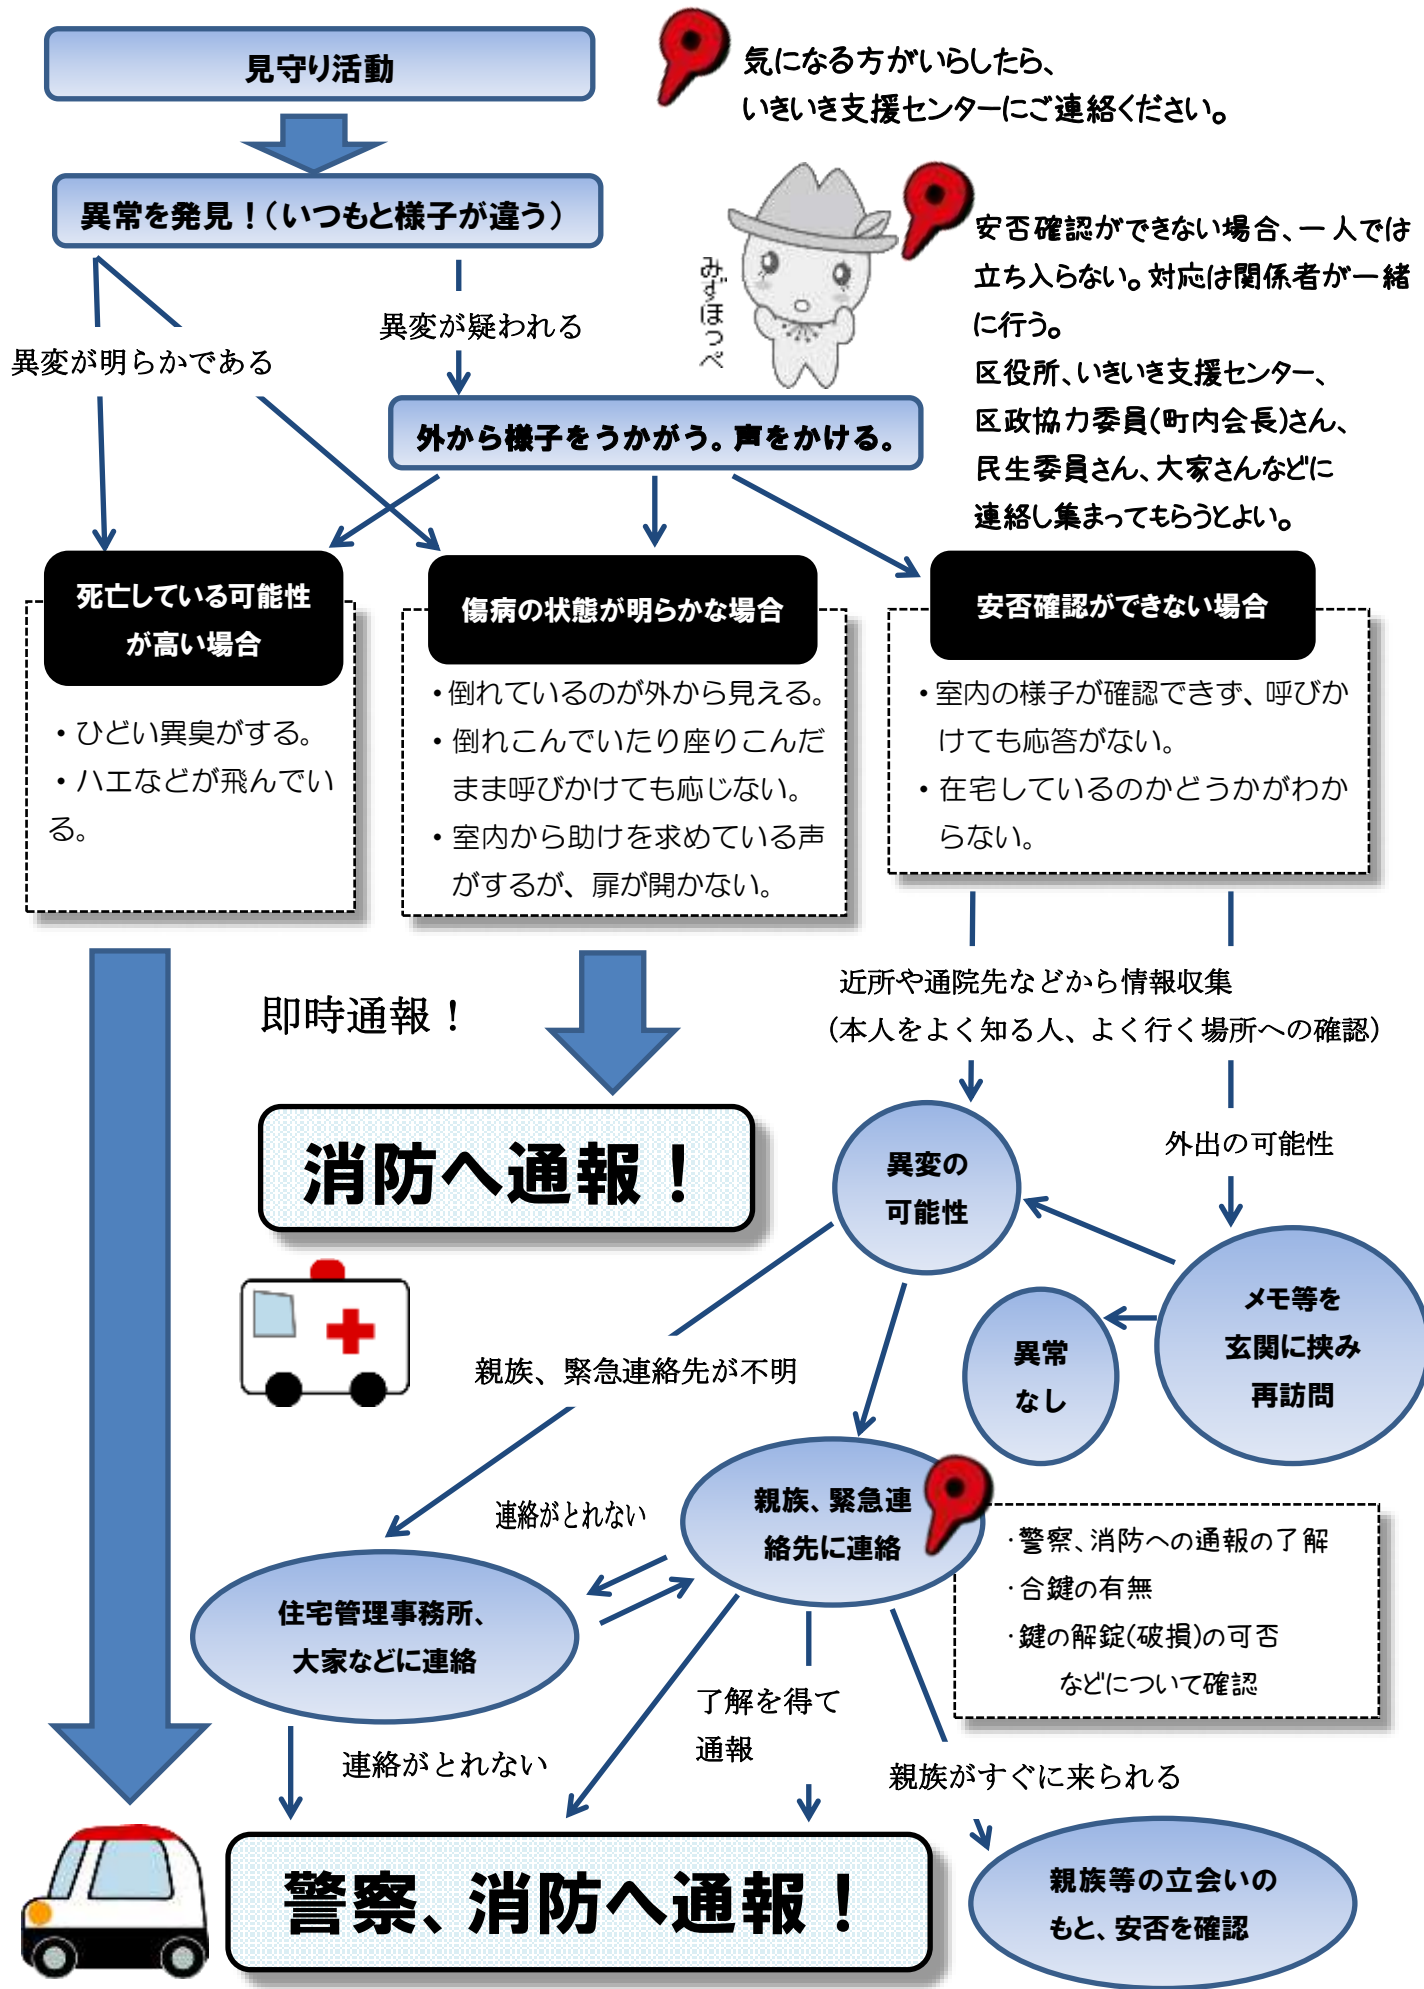 見守り活動
気になる方がいらしたら、
いきいき支援センターにご連絡ください。
異常を発見！（いつもと様子が違う）
みずほっぺ
安否確認ができない場合、一人では
立ち入らない。対応は関係者が一緒
に行う。
区役所、いきいき支援センター、
区政協力委員(町内会長)さん、
民生委員さん、大家さんなどに
連絡し集まってもらうとよい。
異変が明らかである
異変が疑われる
外から様子をうかがう。声をかける。
死亡している可能性
が高い場合
・ひどい異臭がする。
・ハエなどが飛んでい
る。
傷病の状態が明らかな場合
・倒れているのが外から見える。
・倒れこんでいたり座りこんだ
まま呼びかけても応じない。
・室内から助けを求めている声
がするが、扉が開かない。
安否確認ができない場合
・室内の様子が確認できず、呼びか
けても応答がない。
・在宅しているのかどうかがわか
らない。
即時通報！
近所や通院先などから情報収集
（本人をよく知る人、よく行く場所への確認）
消防へ通報！
異変の
可能性
外出の可能性
メモ等を
玄関に挟み
再訪問
異常
なし
親族、緊急連絡先が不明
連絡がとれない
親族、緊急連
絡先に連絡
・警察、消防への通報の了解
・合鍵の有無
・鍵の解錠(破損)の可否
などについて確認
住宅管理事務所、
大家などに連絡
連絡がとれない
了解を得て
通報
親族がすぐに来られる
警察、消防へ通報！
親族等の立会いの
もと、安否を確認